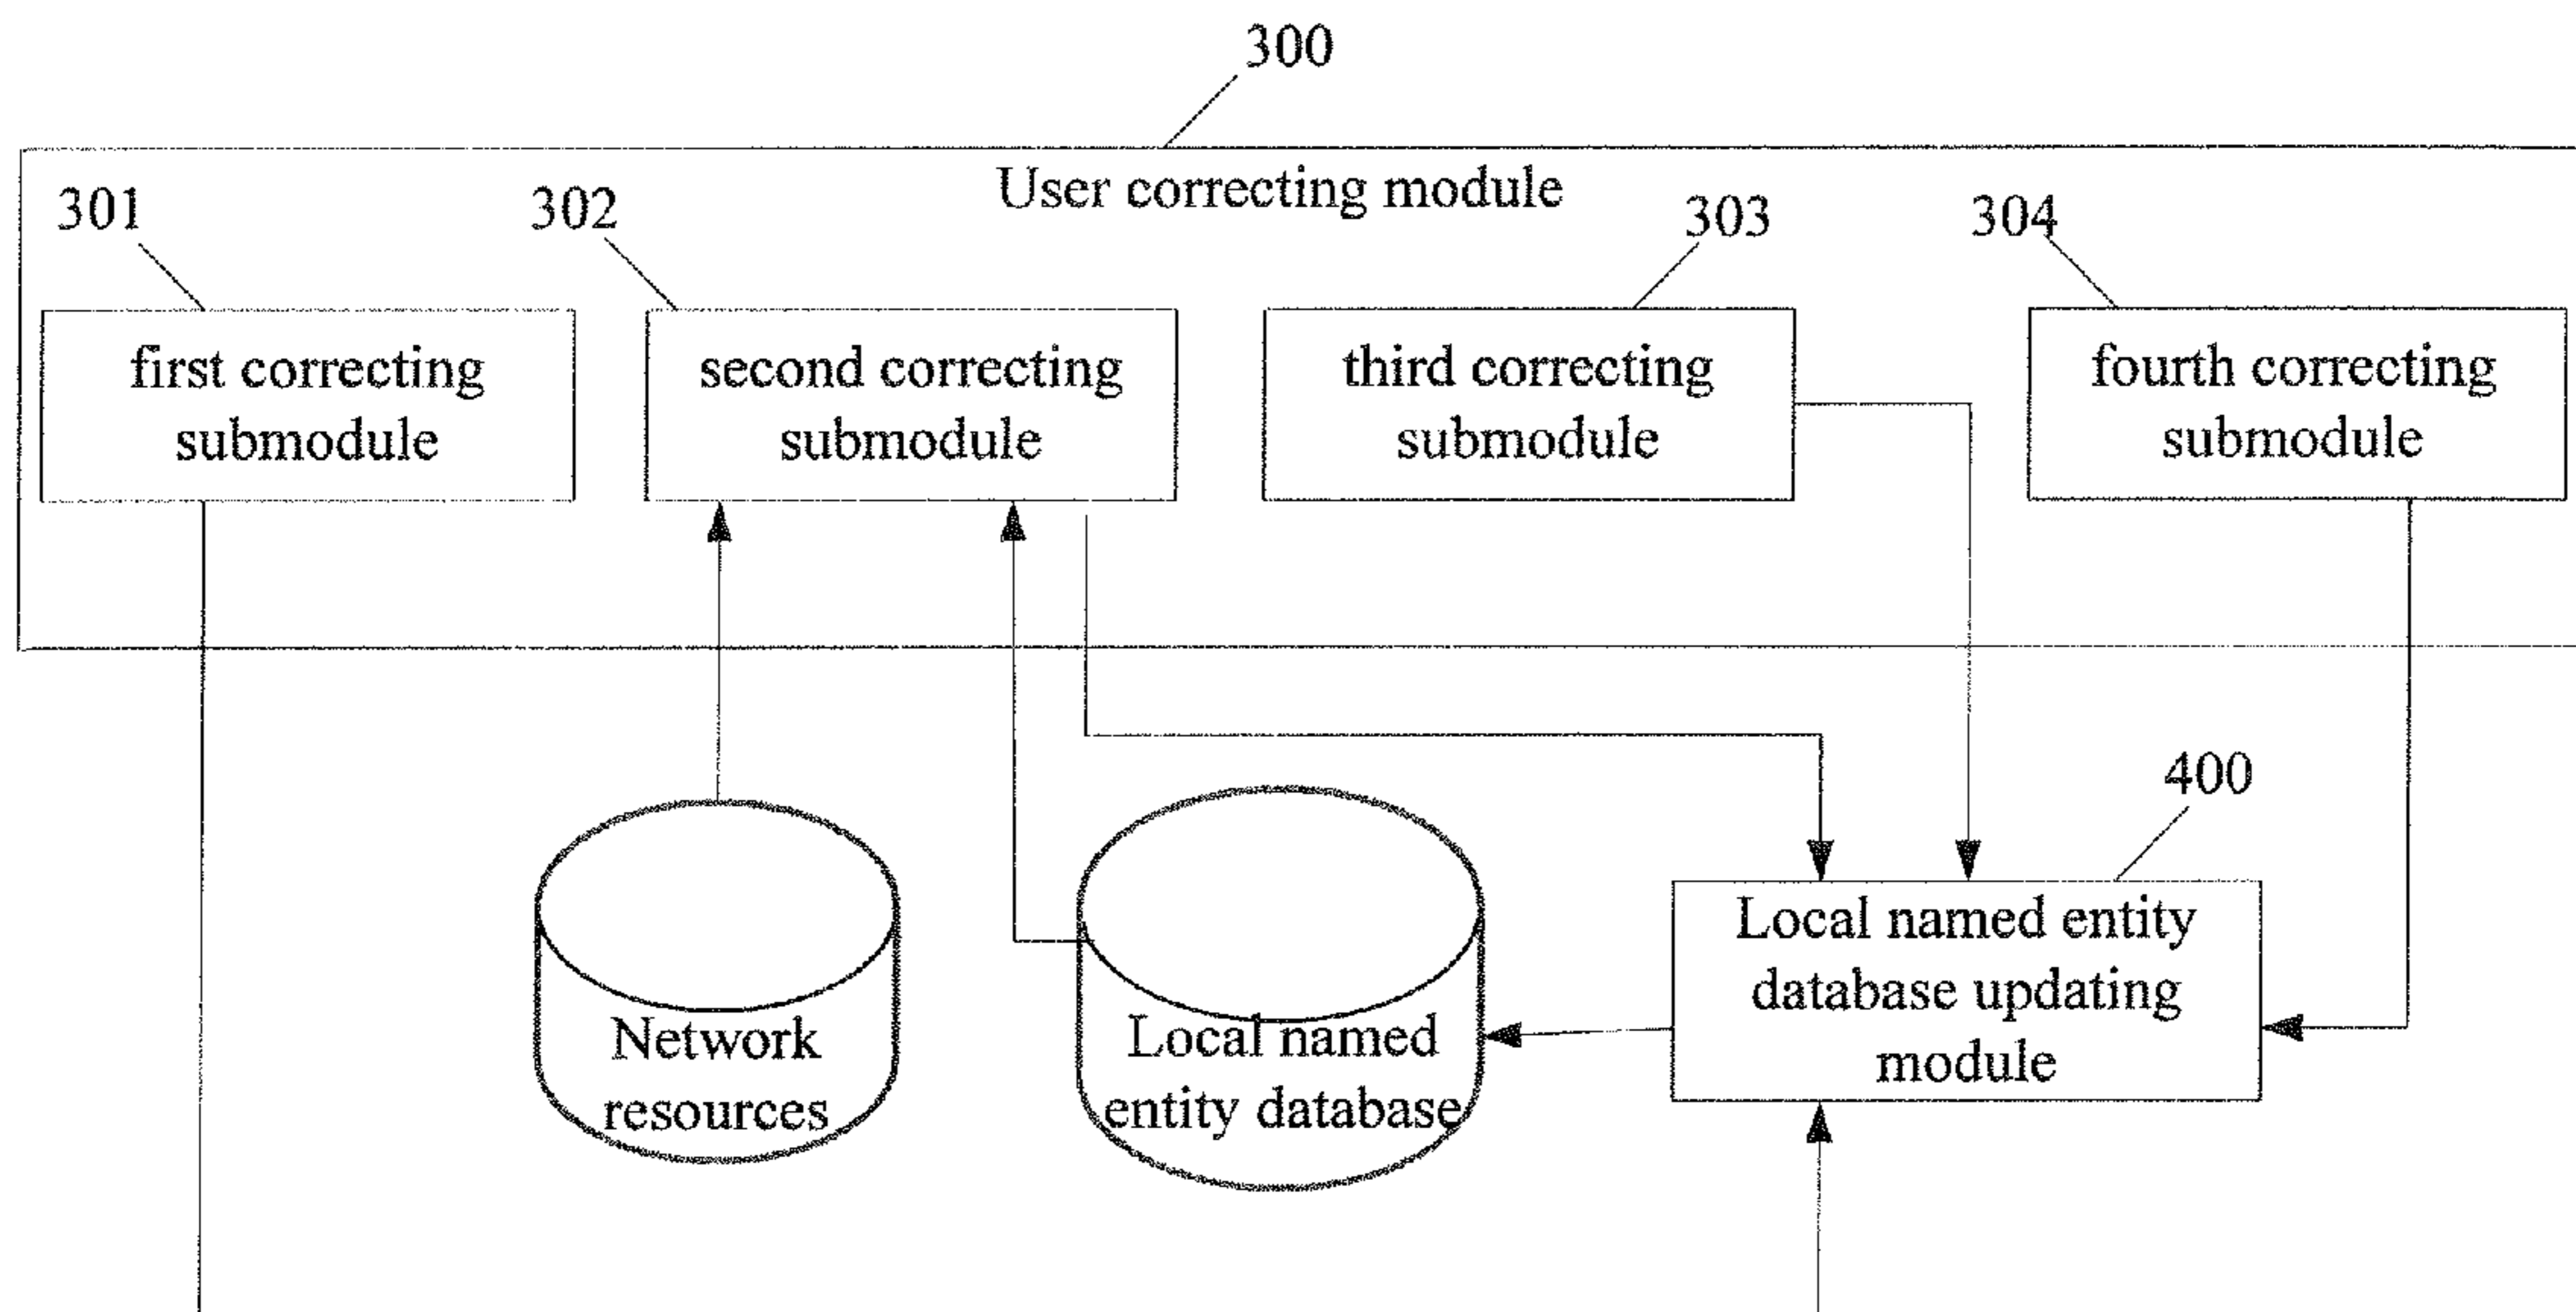 300
User correcting module
301
302
303
304
first correcting
submodule
second correcting
submodule
third correcting
submodule
fourth correcting
submodule
400
Local named entity
database updating
module
Network
resources
Local named
entity database